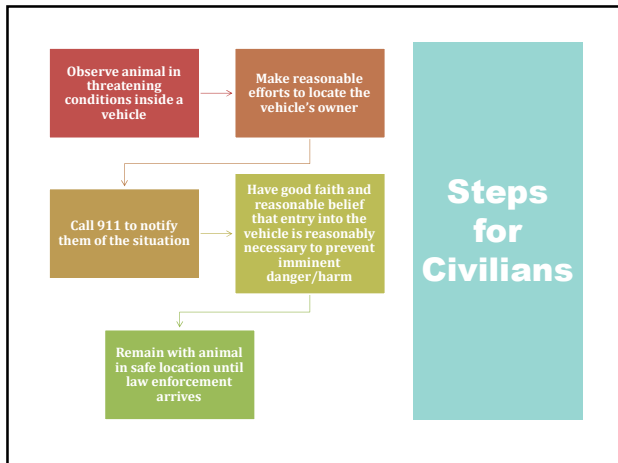 Observe animal in
threatening
conditions inside a
vehicle
Make reasonable
efforts to locate the
vehicle's owner
Call 911 to notify
them of the situation
Have good faith and
reasonable belief
that entry into the
vehicle is reasonably
necessary to prevent
imminent
danger/harm
Remain with animal
in safe location until
law enforcement
arrives
Steps
for
Civilians